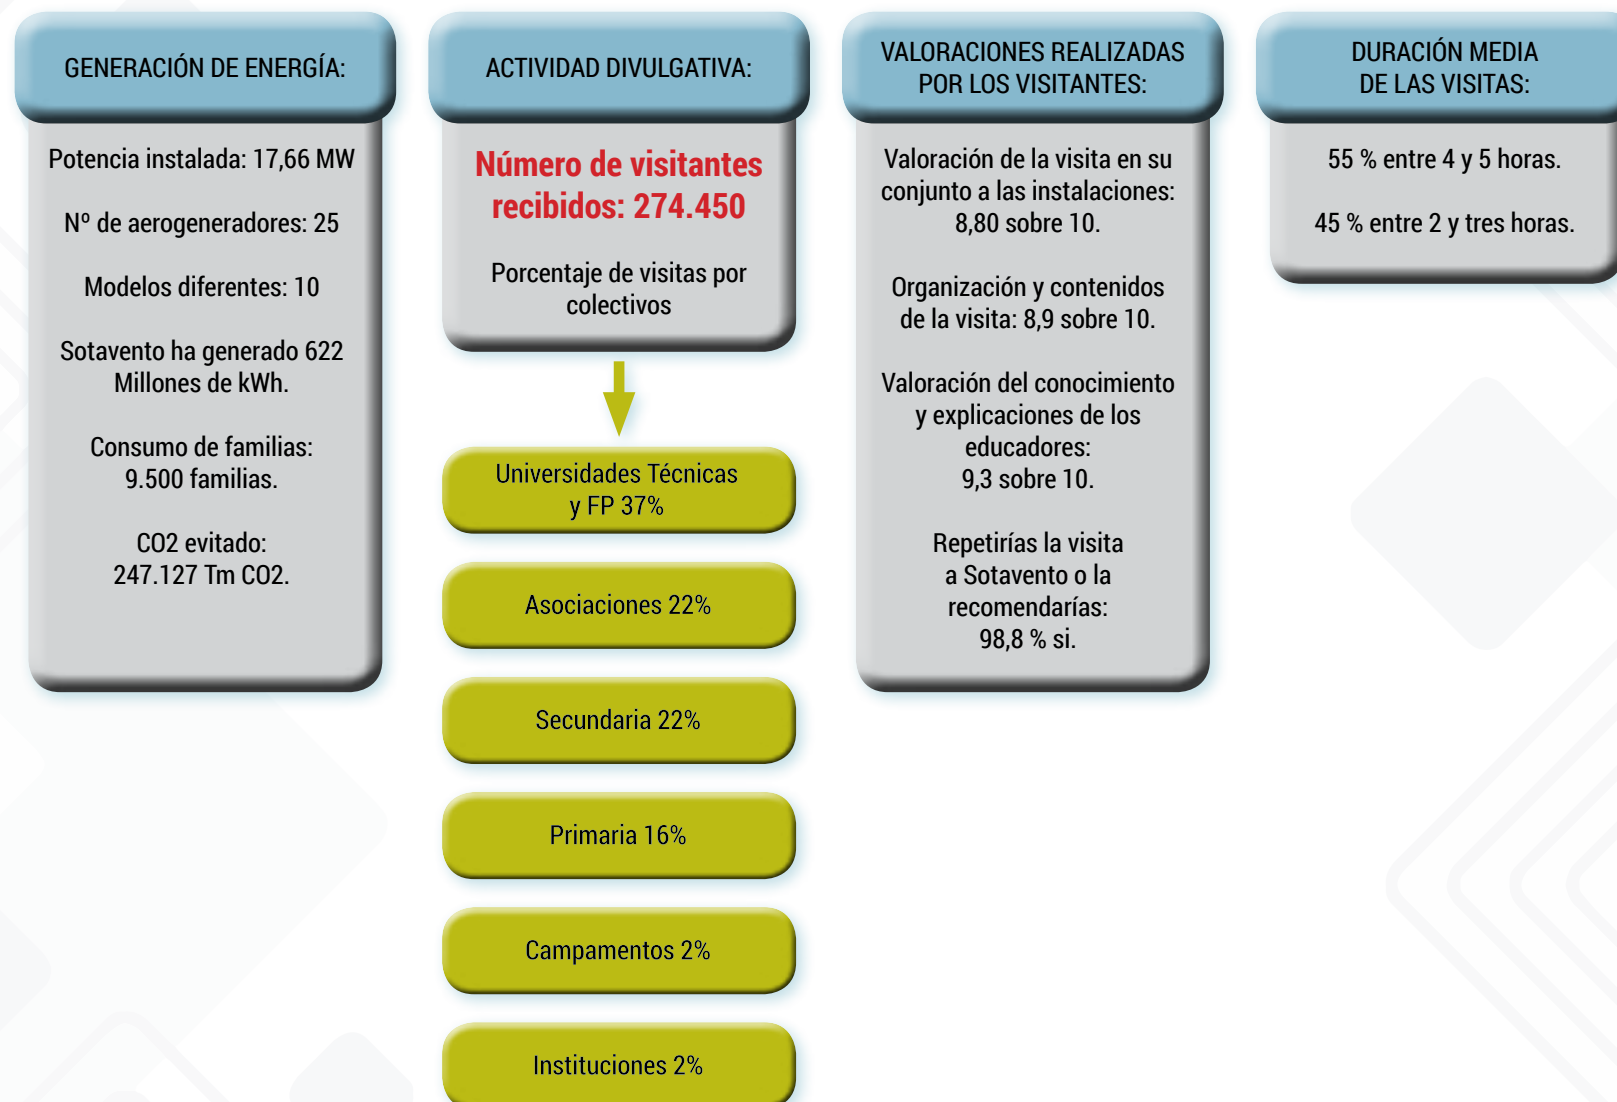 GENERACIÓN DE ENERGÍA:
Potencia instalada: 17,66 MW
Nº de aerogeneradores: 25
Modelos diferentes: 10
Sotavento ha generado 622
Millones de kWh.
Consumo de familias:
9.500 familias.
CO2 evitado:
247.127 Tm CO2.
ACTIVIDAD DIVULGATIVA:
Número de visitantes
recibidos: 274.450
Porcentaje de visitas por
colectivos
Universidades Técnicas
y FP 37%
Asociaciones 22%
Secundaria 22%
Primaria 16%
Campamentos 2%
Instituciones 2%
VALORACIONES REALIZADAS
POR LOS VISITANTES:
Valoración de la visita en su
conjunto a las instalaciones:
8,80 sobre 10.
Organización y contenidos
de la visita: 8,9 sobre 10.
Valoración del conocimiento
y explicaciones de los
educadores:
9,3 sobre 10.
Repetirías la visita
a Sotavento o la
recomendarías:
98,8 % si.
DURACIÓN MEDIA
DE LAS VISITAS:
55 % entre 4 y 5 horas.
45 % entre 2 y tres horas.